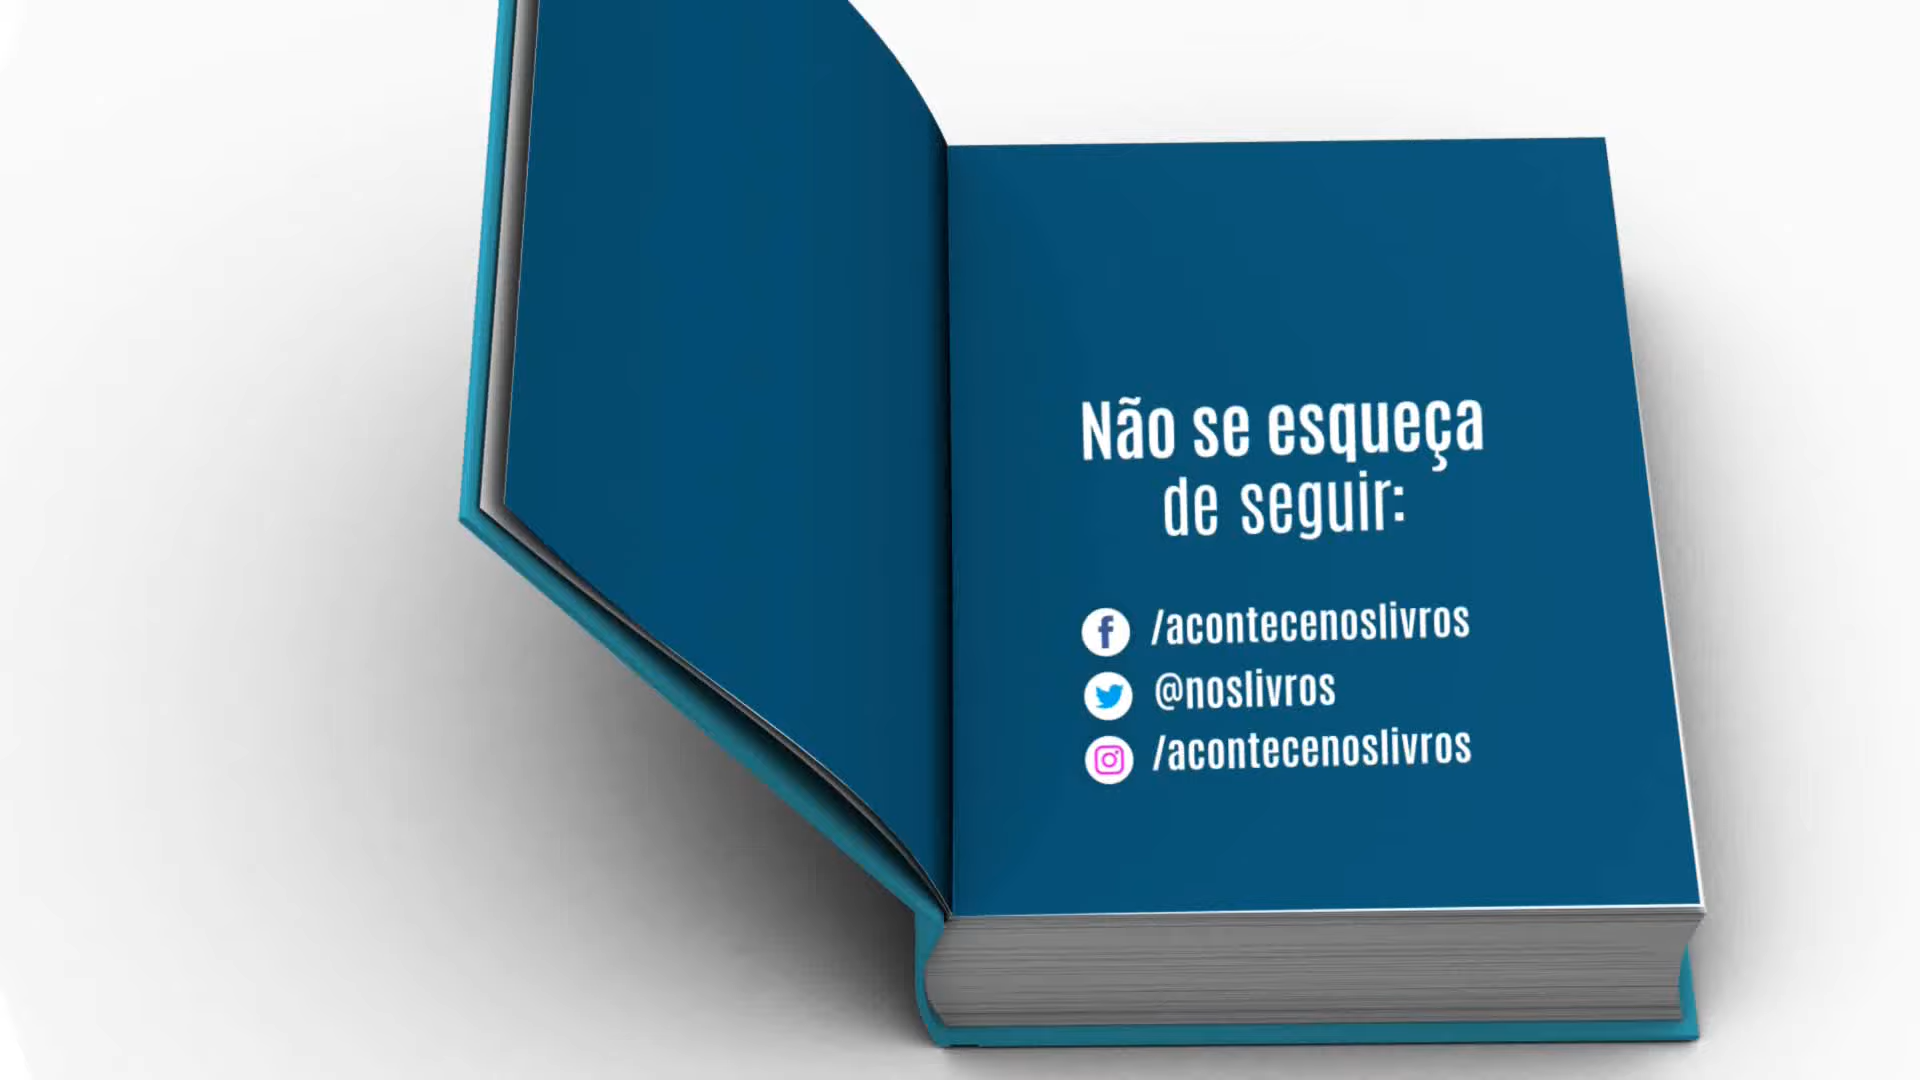 Não se esqueça
de seguir:
/acontecenoslivros
@noslivros
/acontecenoslivros